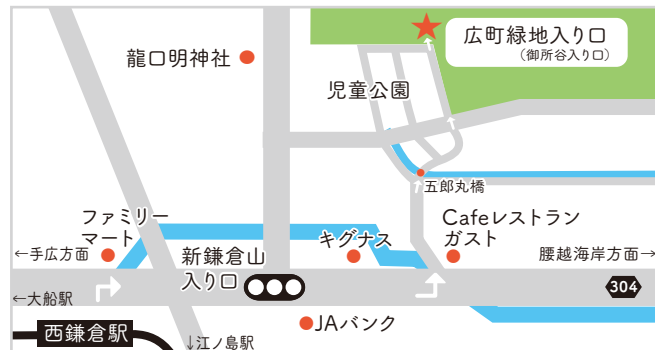 広町緑地入り口
（御所谷入り口）
龍口明神社
児童公園
五郎丸橋
ファミリー
マート
←手広方面
新鎌倉山
入り口
キグナス
Cafeレストラン
ガスト
腰越海岸方面→
←大船駅
304
西鎌倉駅
JAバンク
↓江ノ島駅